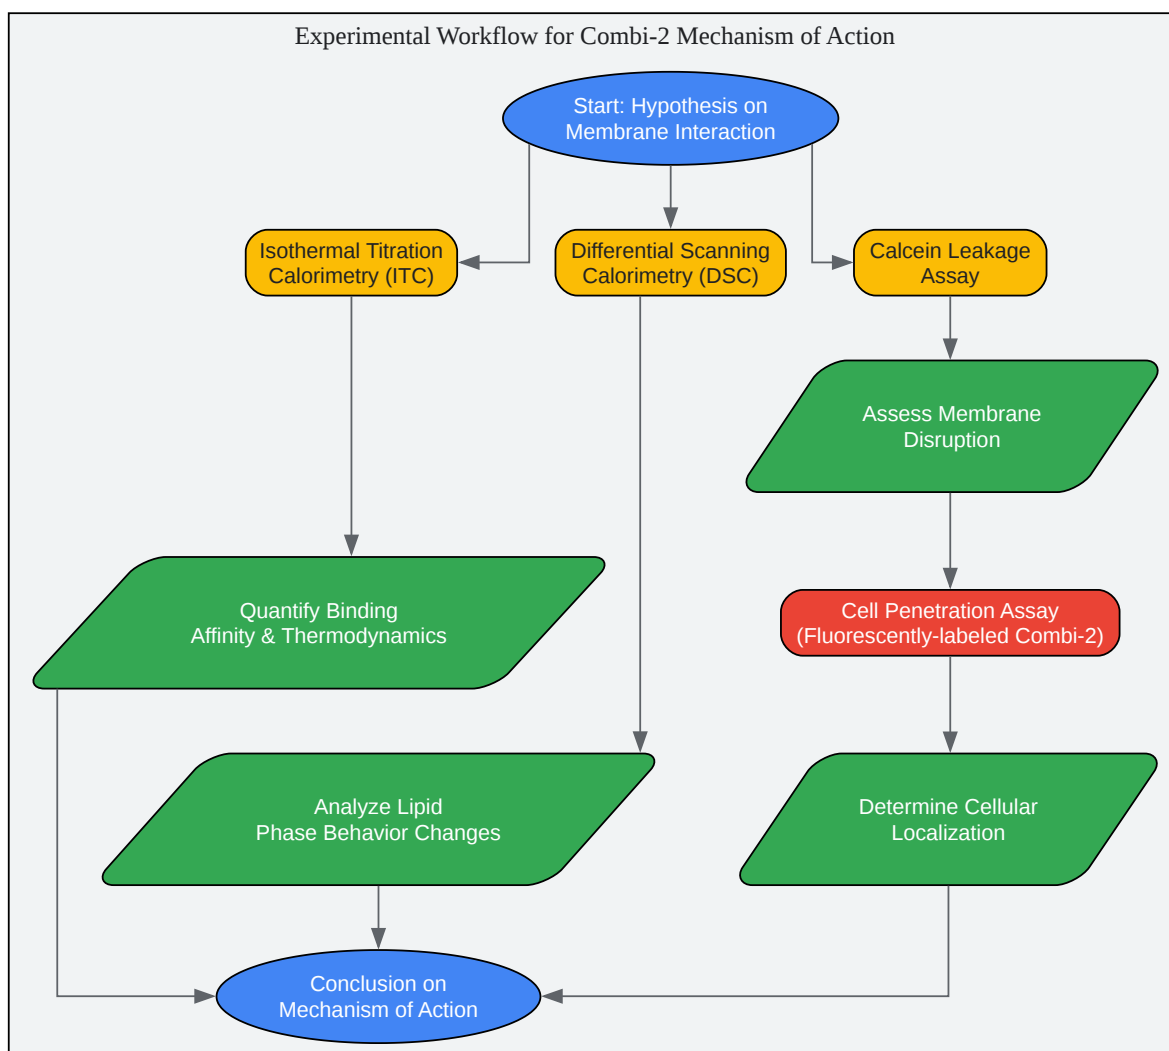 Experimental Workflow for Combi-2 Mechanism of Action
Start: Hypothesis on
Membrane Interaction
Isothermal Titration
Calorimetry (ITC)
Differential Scanning
Calorimetry (DSC)
Calcein Leakage
Assay
Assess Membrane
Disruption
Quantify Binding
Affinity & Thermodynamics
Cell Penetration Assay
(Fluorescently-labeled Combi-2)
Analyze Lipid
Phase Behavior Changes
Determine Cellular
Localization
Conclusion on
Mechanism of Action